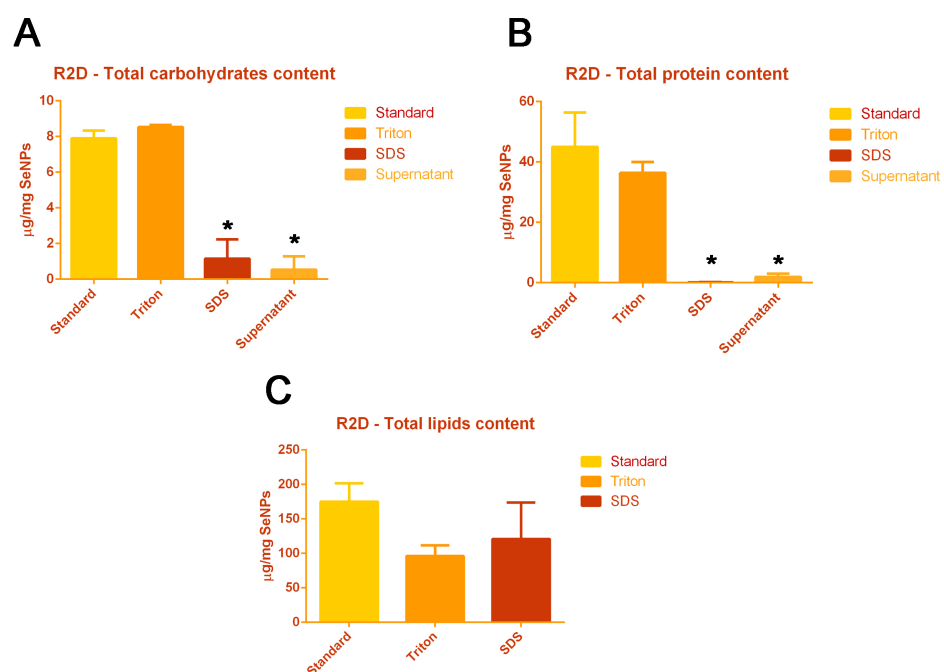 A
R2D - Total carbohydrates content
µg/mg SeNPs
10
8
6
4
2
0
*
*
Standard
Triton
SDS
Supernatant
Standard
Triton
SDS
Supernatant
B
R2D - Total protein content
µg/mg SeNPs
60
40
20
0
*
*
Standard
Triton
SDS
Supernatant
Standard
Triton
SDS
Supernatant
C
R2D - Total lipids content
µg/mg SeNPs
250
200
150
100
50
0
Standard
Triton
SDS
Standard
Triton
SDS